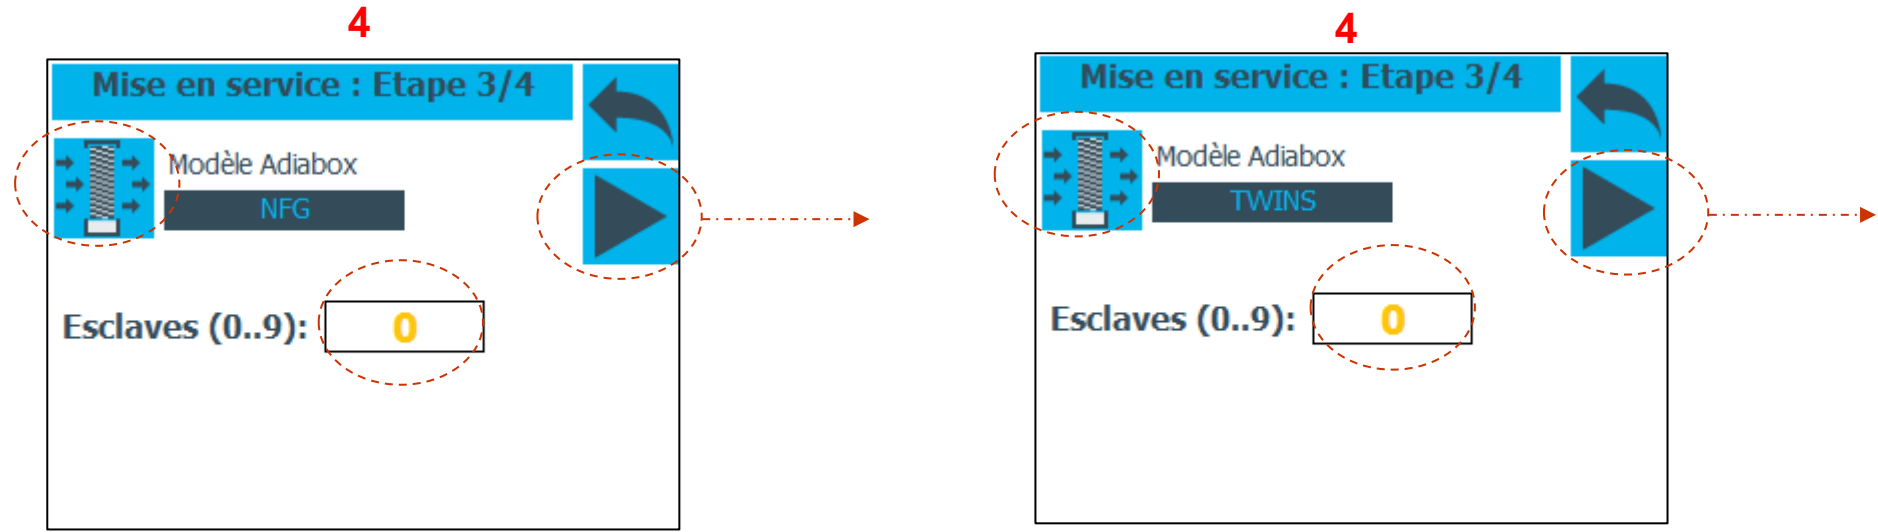 4
Mise en service : Etape 3/4
Modèle Adiabox
NFG
Esclaves (0..9):
0
4
Mise en service : Etape 3/4
Modèle Adiabox
TWINS
Esclaves (0..9):
0